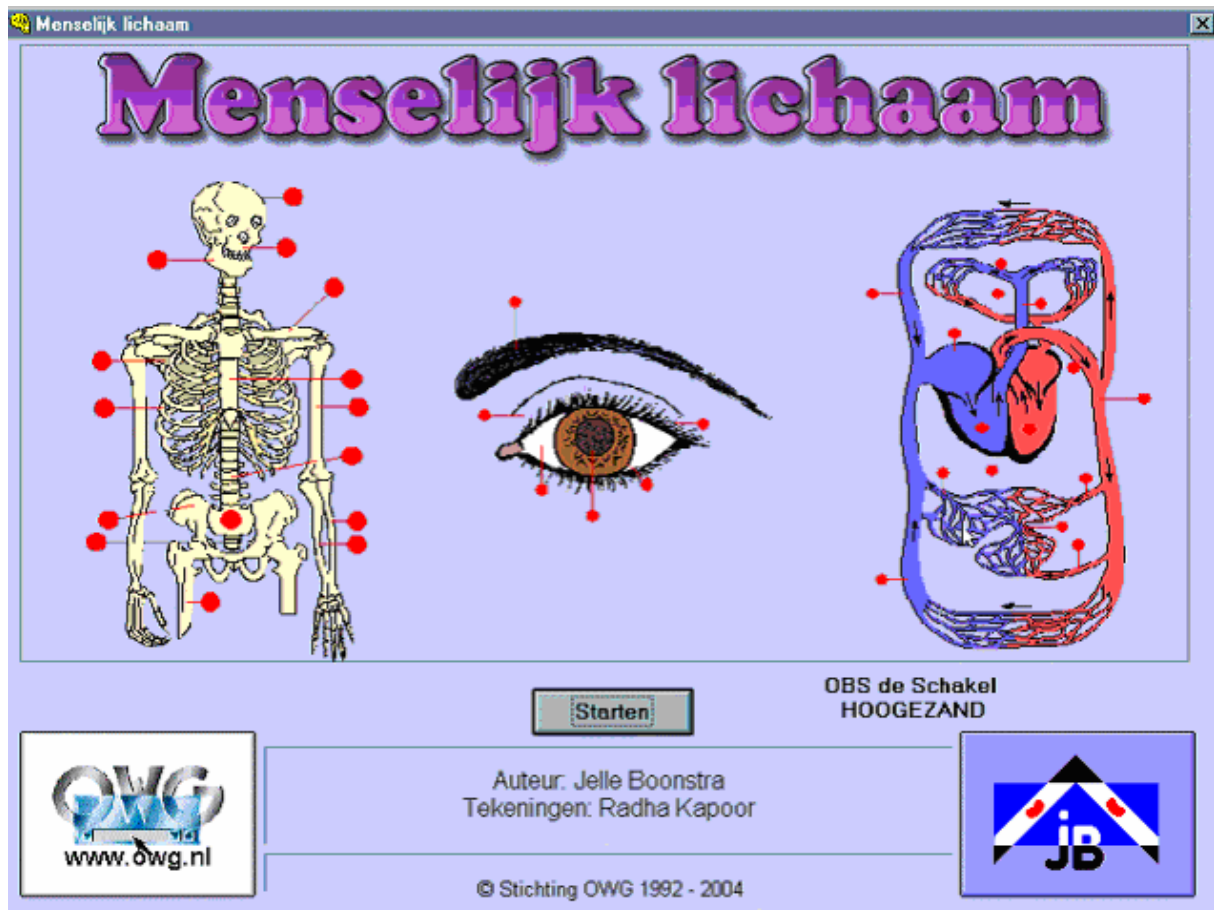 Menselijk lichaam
Menselijk lichaam
OBS de Schakel
HOOGEZAND
Starten
OWG
www.owg.nl
Auteur: Jelle Boonstra
Tekeningen: Radha Kapoor
© Stichting OWG 1992 - 2004
jB